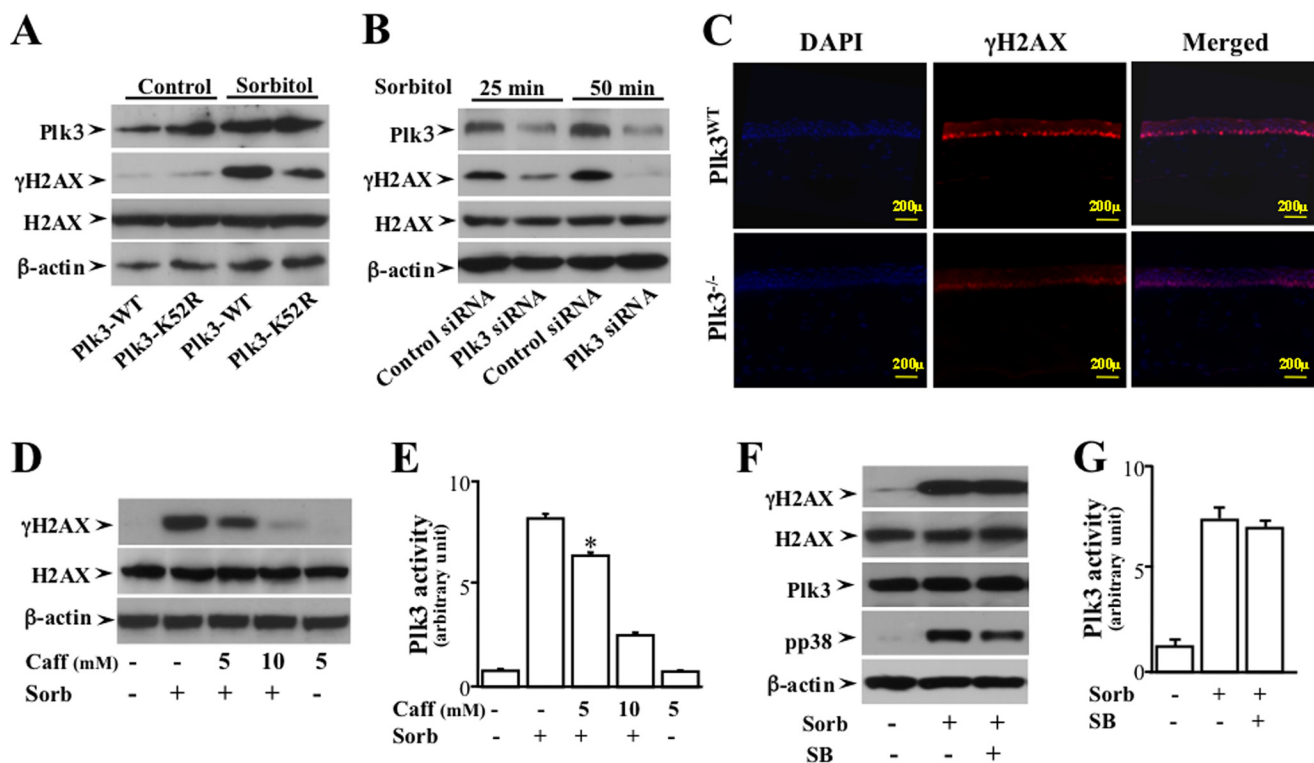 A
Control Sorbitol
Plk3
γH2AX
H2AX
β-actin
Plk3-WT Plk3-K52R Plk3-WT Plk3-K52R
B
Sorbitol 25 min 50 min
Plk3
γH2AX
H2AX
β-actin
Control siRNA Plk3 siRNA Control siRNA Plk3 siRNA
C
DAPI γH2AX Merged
Plk3WT
200µ 200µ 200µ
Plk3-/-
200µ 200µ 200µ
D
γH2AX
H2AX
β-actin
Caff (mM) - - 5 10 5
Sorb - + + + -
E
Plk3 activity
(arbitrary unit)
10
5
0
*
Caff (mM) - - 5 10 5
Sorb - + + + -
F
γH2AX
H2AX
Plk3
pp38
β-actin
Sorb - + +
SB - - +
G
Plk3 activity
(arbitrary unit)
10
5
0
Sorb - + +
SB - - +